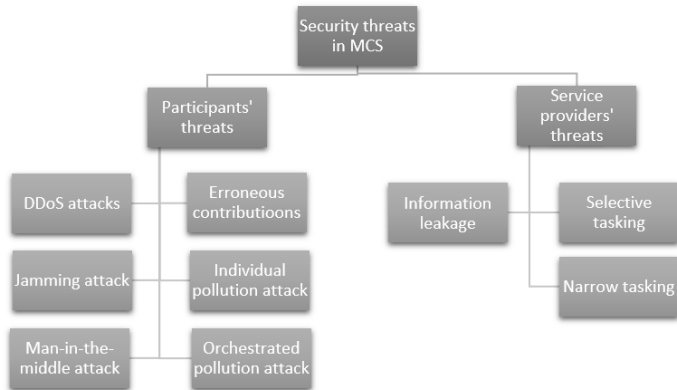 Security threats
in MCS
Participants'
threats
Service
providers'
threats
DDoS attacks
Erroneous
contributioons
Information
leakage
Selective
tasking
Jamming attack
Individual
pollution attack
Narrow tasking
Man-in-the-
middle attack
Orchestrated
pollution attack